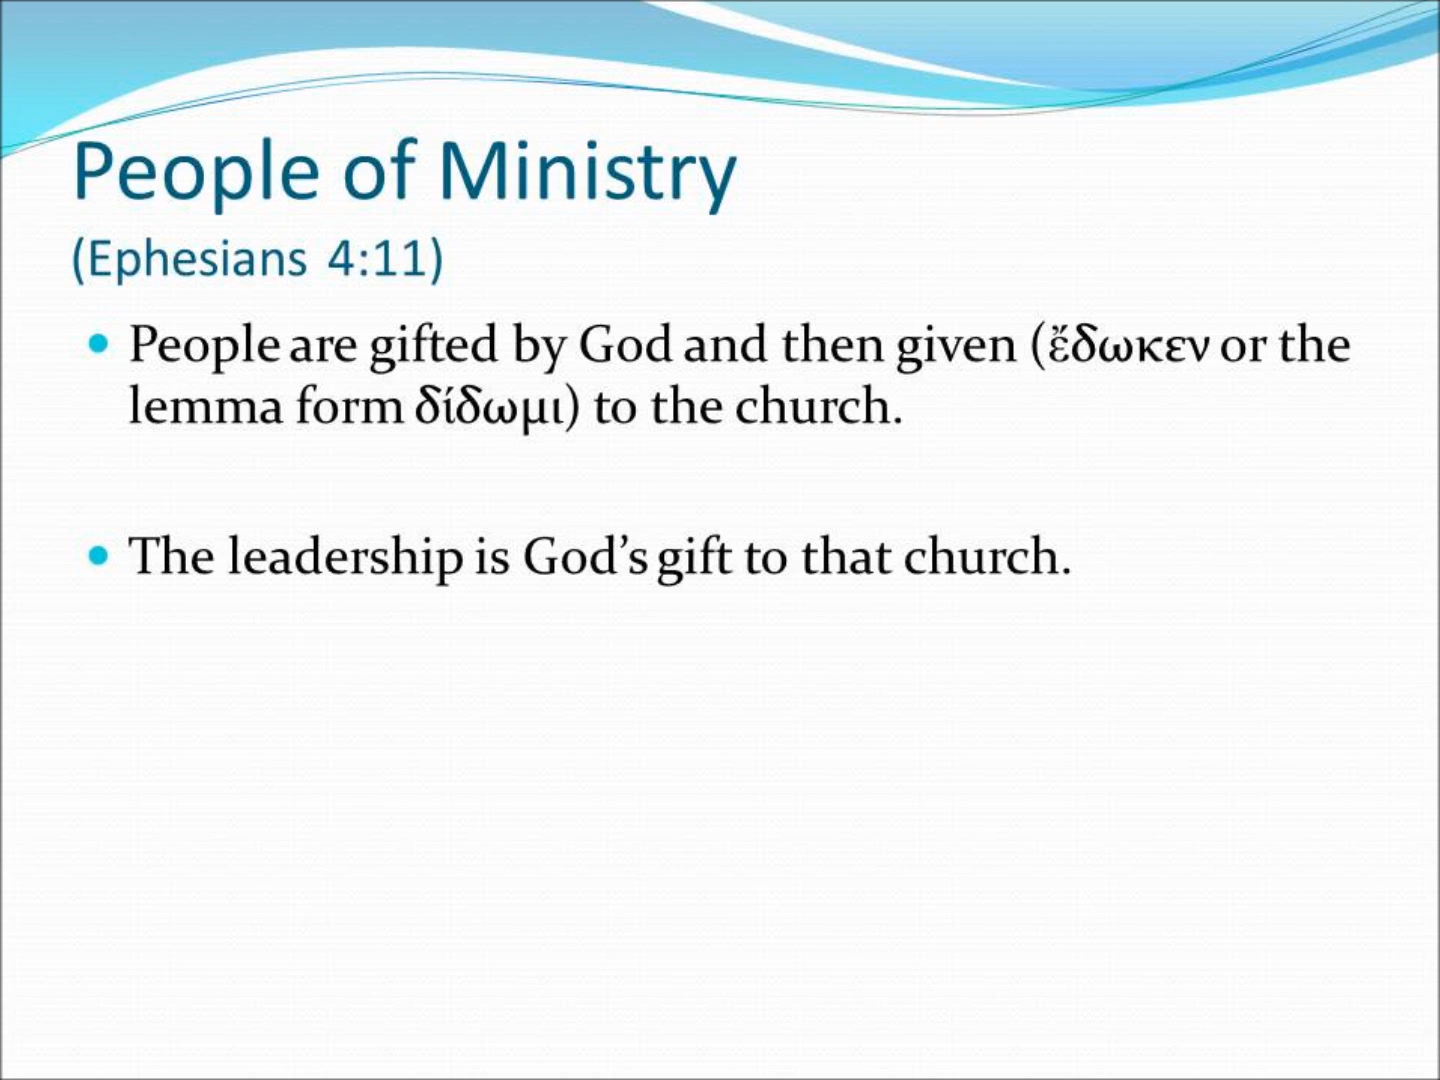 People of Ministry
(Ephesians 4:11)
• People are gifted by God and then given (ἔδωκεν or the
lemma form δίδωμι) to the church.
• The leadership is God’s gift to that church.